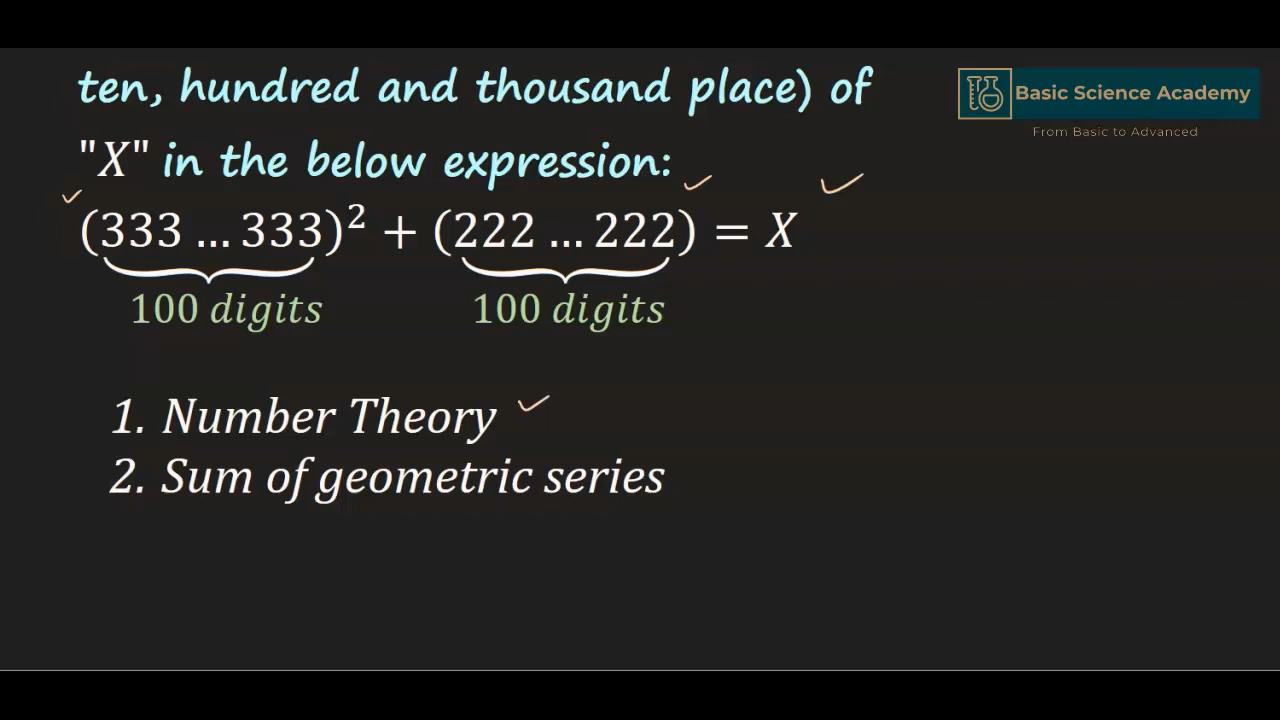 ten, hundred and thousand place) of
"X" in the below expression:
(333 … 333)² + (222 … 222) = X
100 digits 100 digits
1. Number Theory
2. Sum of geometric series
Basic Science Academy
From Basic to Advanced